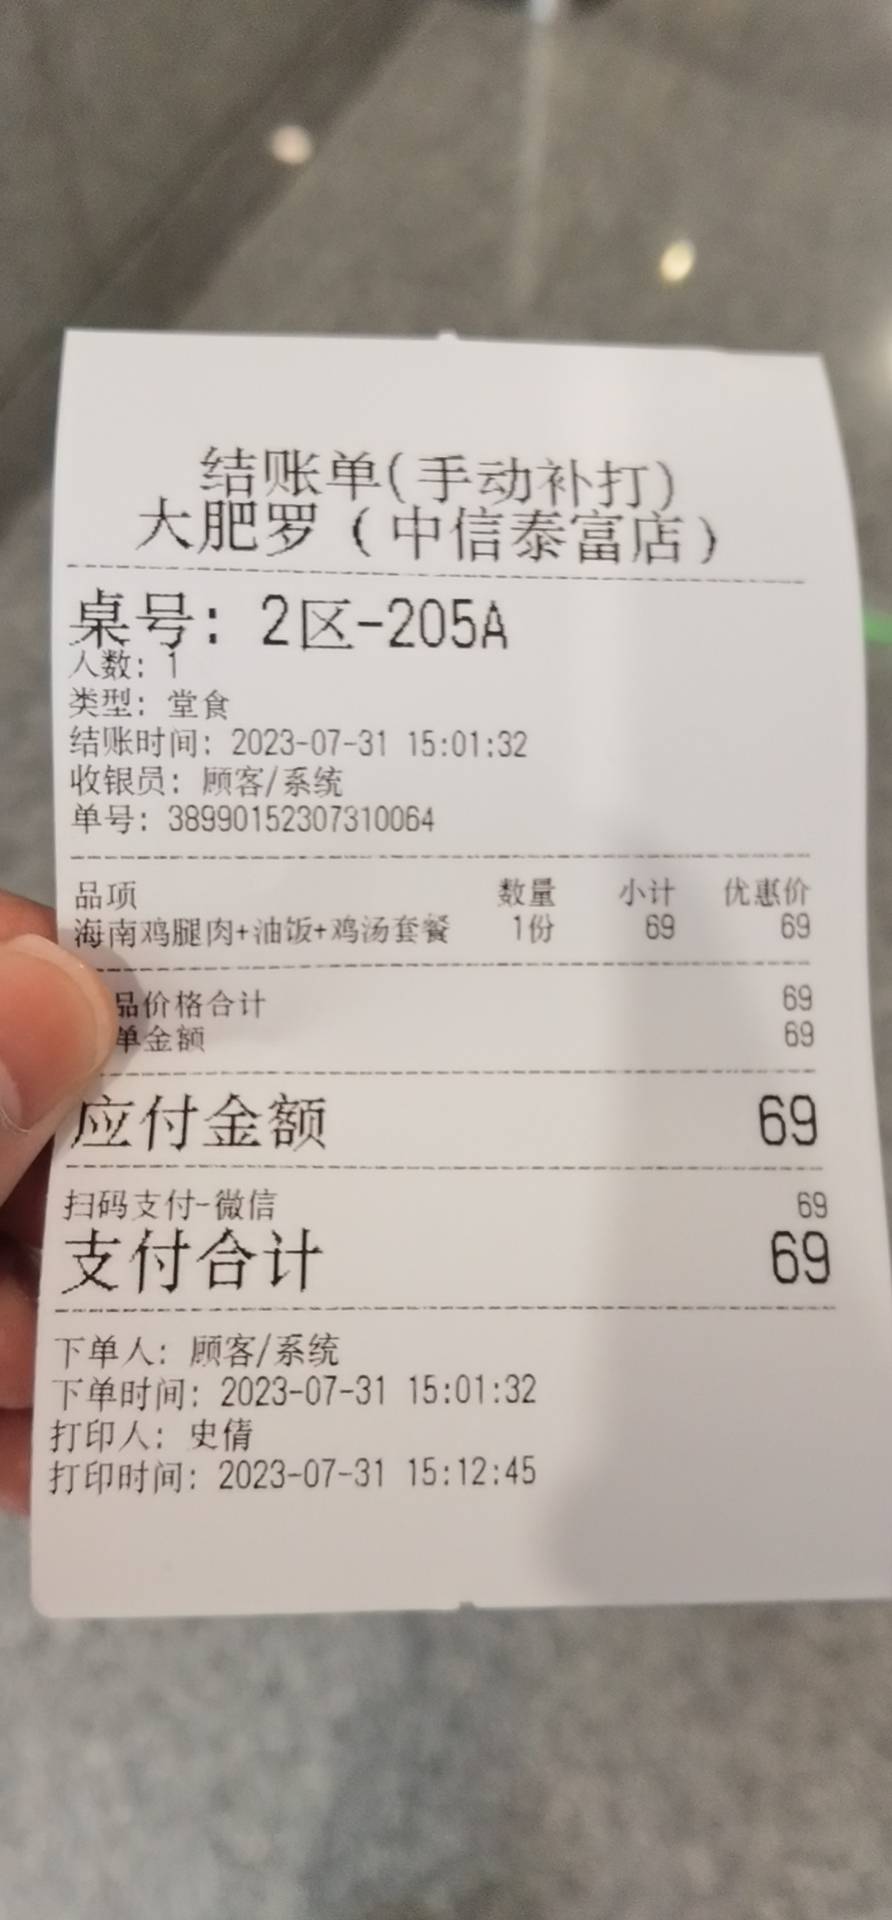 结账单(手动补打)
大肥罗（中信泰富店）
桌号: 2区-205A
人数: 1
类型: 堂食
结账时间: 2023-07-31 15:01:32
收银员: 顾客/系统
单号: 38990152307310064
品项 数量 小计 优惠价
海南鸡腿肉+油饭+鸡汤套餐 1份 69 69
品价格合计 69
单金额 69
应付金额 69
扫码支付-微信 69
支付合计 69
下单人: 顾客/系统
下单时间: 2023-07-31 15:01:32
打印人: 史倩
打印时间: 2023-07-31 15:12:45